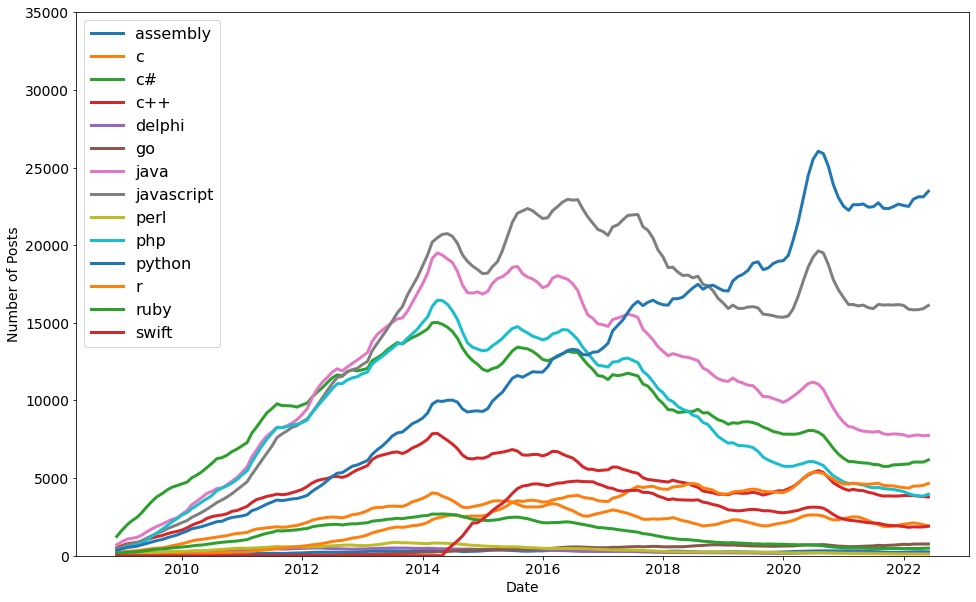 35000
30000
25000
20000
15000
10000
5000
0
Number of Posts
assembly
c
c#
c++
delphi
go
java
javascript
perl
php
python
r
ruby
swift
2010
2012
2014
2016
2018
2020
2022
Date